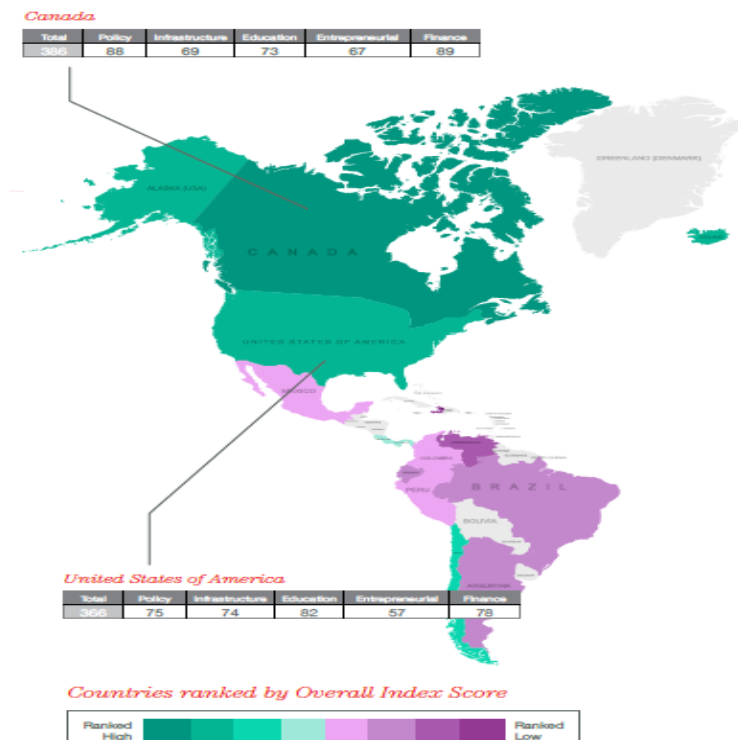 Canada
Total Policy Infrastructure Education Entrepreneurial Finance
386 88 69 73 67 89
GREENLAND (DENMARK)
ALASKA (USA)
CANADA
UNITED STATES OF AMERICA
MEXICO
COLOMBIA
PERU
BRAZIL
BOLIVIA
ARGENTINA
United States of America
Total Policy Infrastructure Education Entrepreneurial Finance
366 75 74 82 57 78
Countries ranked by Overall Index Score
Ranked High
Ranked Low